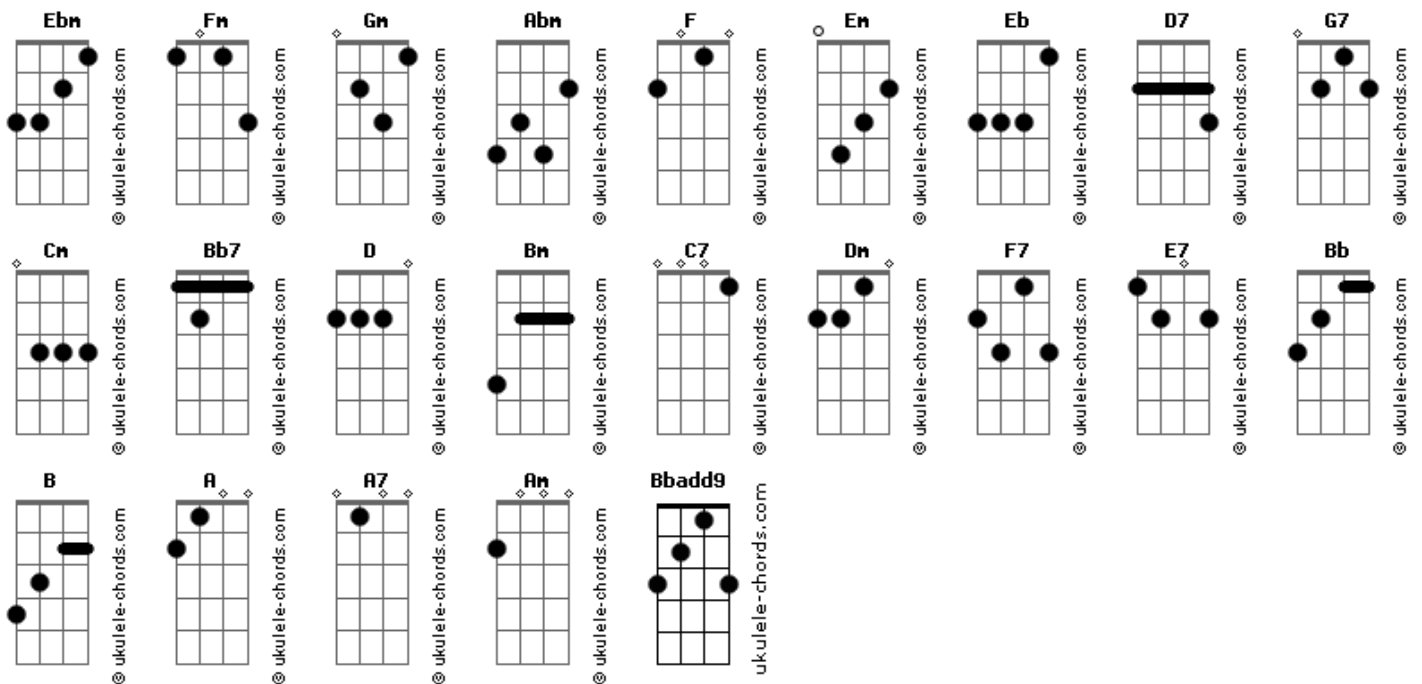 Ebm Fm Gm Abm F Em Eb D7 G7
© ukulele-chords.com © ukulele-chords.com © ukulele-chords.com © ukulele-chords.com © ukulele-chords.com © ukulele-chords.com © ukulele-chords.com © ukulele-chords.com © ukulele-chords.com
Cm Bb7 D Bm C7 Dm F7 E7 Bb
© ukulele-chords.com © ukulele-chords.com © ukulele-chords.com © ukulele-chords.com © ukulele-chords.com © ukulele-chords.com © ukulele-chords.com © ukulele-chords.com © ukulele-chords.com
B A A7 Am Bbadd9
© ukulele-chords.com © ukulele-chords.com © ukulele-chords.com © ukulele-chords.com ukulele-chords.com